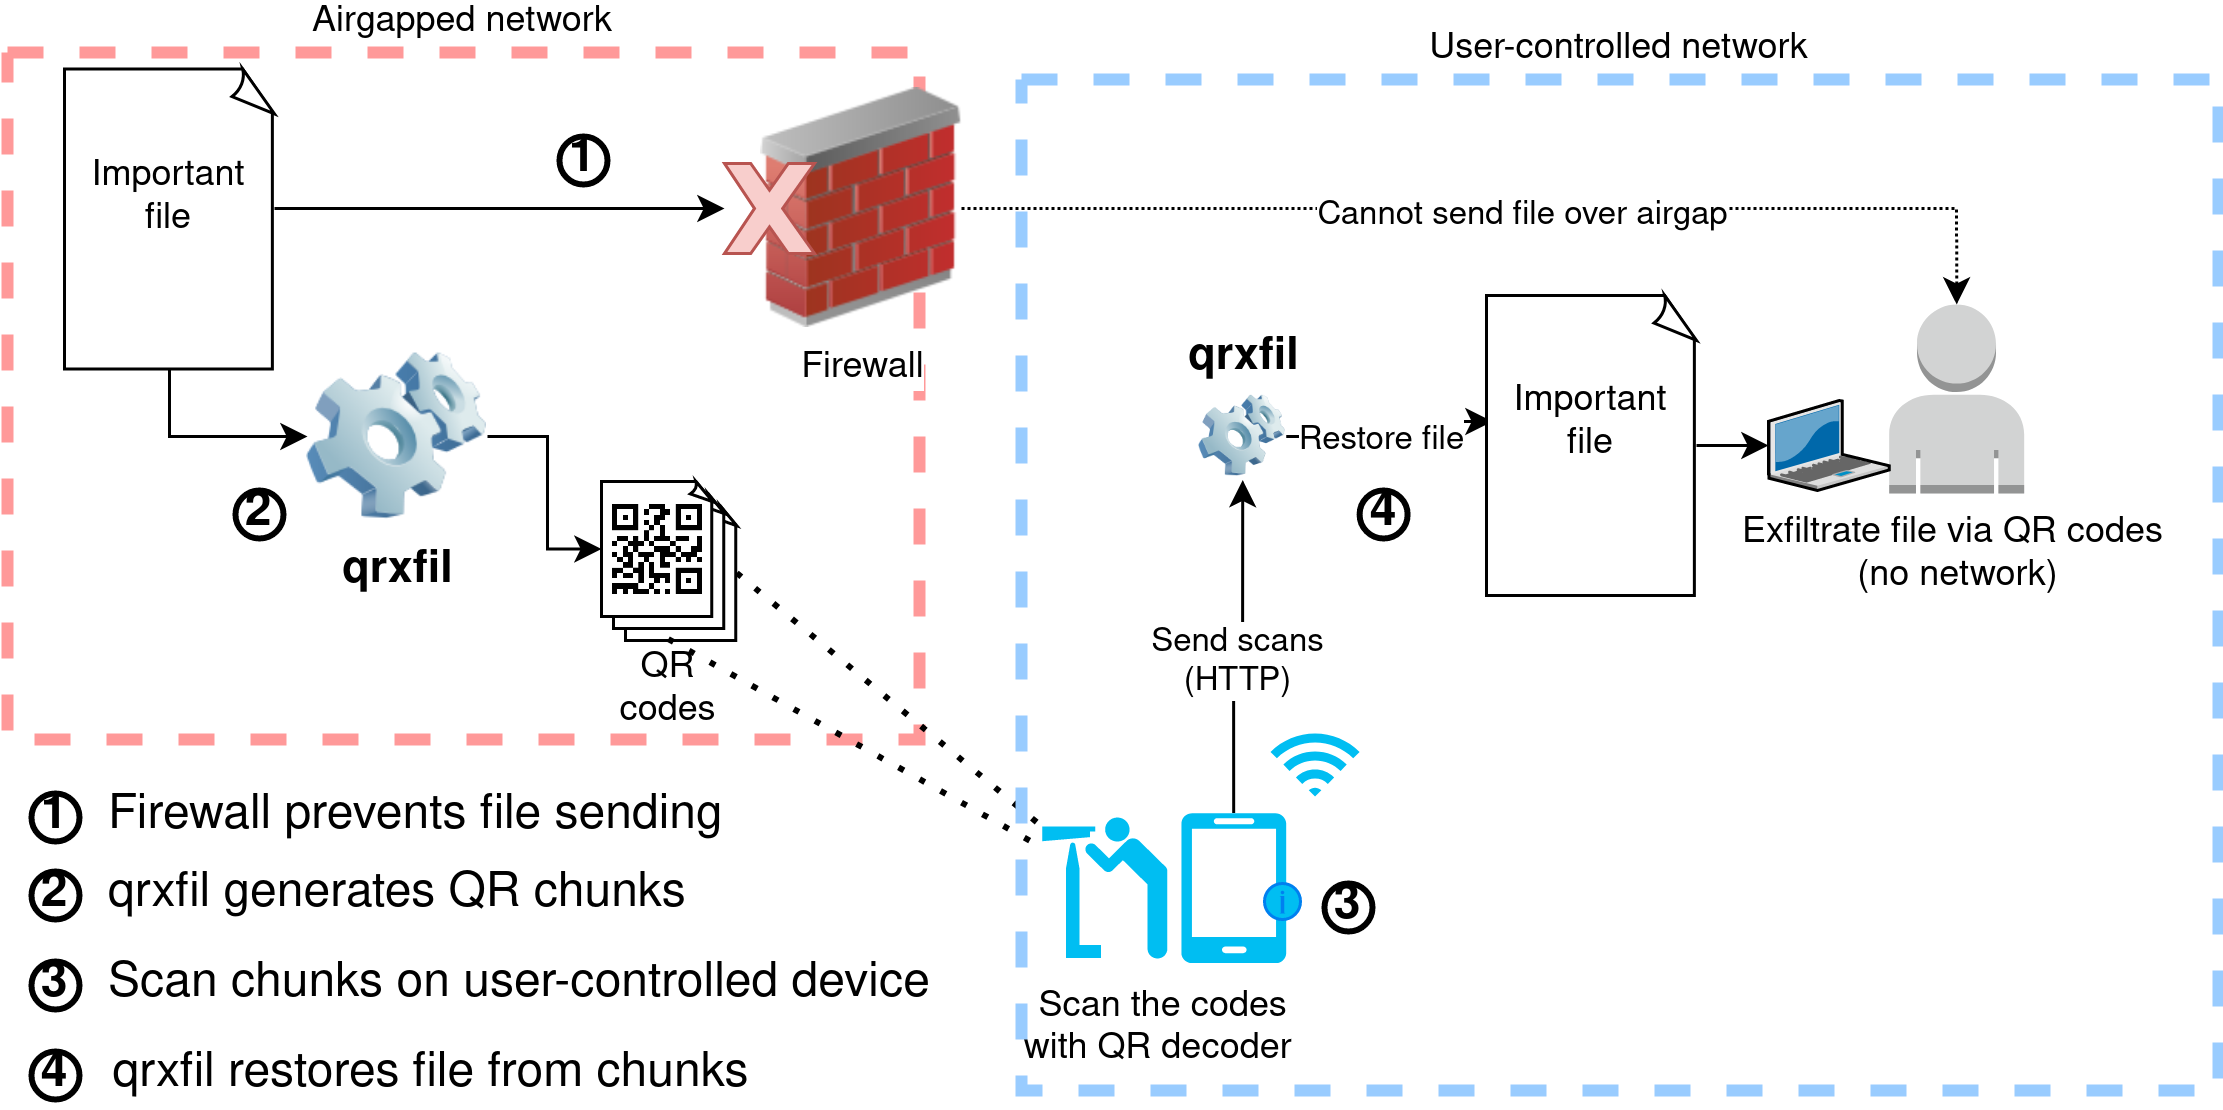 Airgapped network
User-controlled network
Important
file
1
X
Cannot send file over airgap
Firewall
qrxfil
Restore file
Important
file
2
qrxfil
4
Exfiltrate file via QR codes
(no network)
QR
codes
Send scans
(HTTP)
i
3
Scan the codes
with QR decoder
1 Firewall prevents file sending
2 qrxfil generates QR chunks
3 Scan chunks on user-controlled device
4 qrxfil restores file from chunks